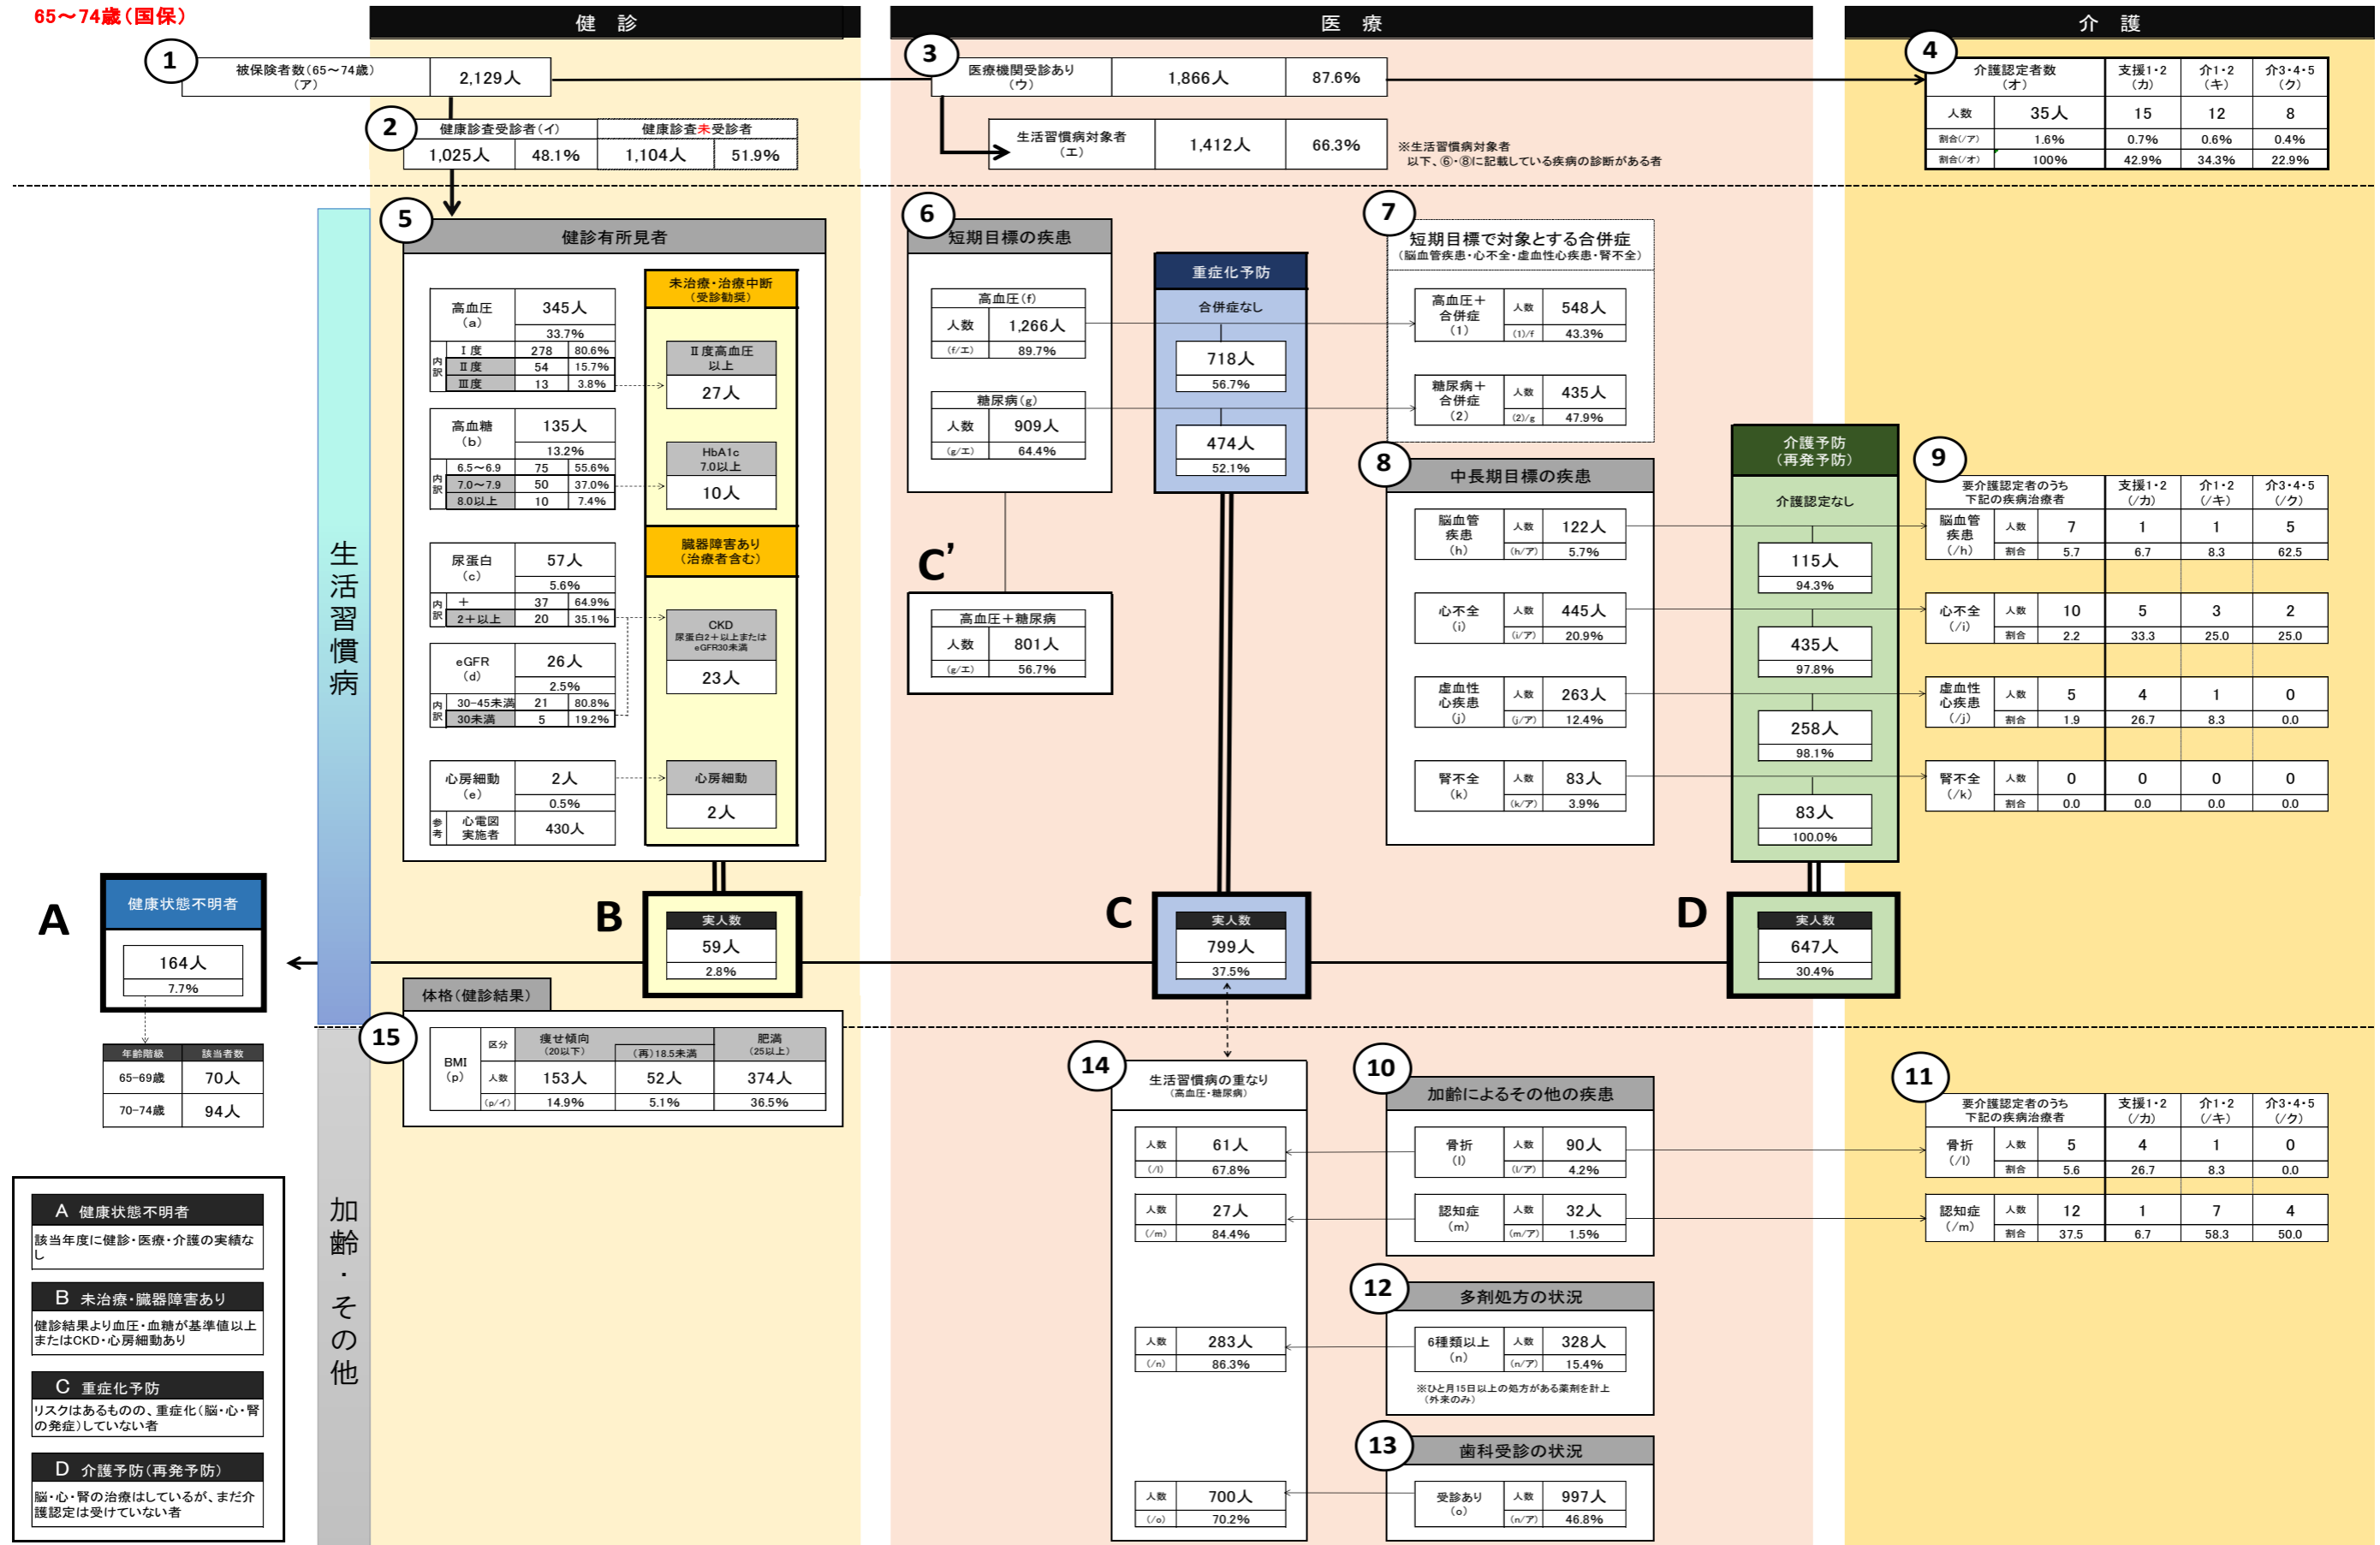 65～74歳(国保)
健　診
医　療
介　護
1
被保険者数(65～74歳)
(ア)
2,129人
2
健康診査受診者(イ)
健康診査未受診者
1,025人
48.1%
1,104人
51.9%
3
医療機関受診あり
(ウ)
1,866人
87.6%
生活習慣病対象者
(エ)
1,412人
66.3%
※生活習慣病対象者
以下、⑥・⑧に記載している疾病の診断がある者
4
介護認定者数
(オ)
支援1・2
(カ)
介1・2
(キ)
介3・4・5
(ク)
人数
35人
15
12
8
割合(/ア)
1.6%
0.7%
0.6%
0.4%
割合(/オ)
100%
42.9%
34.3%
22.9%
生活習慣病
5
健診有所見者
高血圧
(a)
345人
33.7%
内訳
Ⅰ度
278
80.6%
Ⅱ度
54
15.7%
Ⅲ度
13
3.8%
高血糖
(b)
135人
13.2%
内訳
6.5～6.9
75
55.6%
7.0～7.9
50
37.0%
8.0以上
10
7.4%
尿蛋白
(c)
57人
5.6%
内訳
＋
37
64.9%
2＋以上
20
35.1%
eGFR
(d)
26人
2.5%
内訳
30-45未満
21
80.8%
30未満
5
19.2%
心房細動
(e)
2人
0.5%
参考
心電図
実施者
430人
未治療・治療中断
(受診勧奨)
Ⅱ度高血圧
以上
27人
HbA1c
7.0以上
10人
臓器障害あり
(治療者含む)
CKD
尿蛋白2＋以上または
eGFR30未満
23人
心房細動
2人
6
短期目標の疾患
高血圧(f)
人数
1,266人
(f/エ)
89.7%
糖尿病(g)
人数
909人
(g/エ)
64.4%
C’
高血圧＋糖尿病
人数
801人
(g/エ)
56.7%
重症化予防
合併症なし
718人
56.7%
474人
52.1%
7
短期目標で対象とする合併症
(脳血管疾患・心不全・虚血性心疾患・腎不全)
高血圧＋
合併症
(1)
人数
548人
(1)/f
43.3%
糖尿病＋
合併症
(2)
人数
435人
(2)/g
47.9%
8
中長期目標の疾患
脳血管
疾患
(h)
人数
122人
(h/ア)
5.7%
心不全
(i)
人数
445人
(i/ア)
20.9%
虚血性
心疾患
(j)
人数
263人
(j/ア)
12.4%
腎不全
(k)
人数
83人
(k/ア)
3.9%
介護予防
(再発予防)
介護認定なし
115人
94.3%
435人
97.8%
258人
98.1%
83人
100.0%
9
要介護認定者のうち
下記の疾病治療者
支援1・2
(/カ)
介1・2
(/キ)
介3・4・5
(/ク)
脳血管
疾患
(/h)
人数
7
1
1
5
割合
5.7
6.7
8.3
62.5
心不全
(/i)
人数
10
5
3
2
割合
2.2
33.3
25.0
25.0
虚血性
心疾患
(/j)
人数
5
4
1
0
割合
1.9
26.7
8.3
0.0
腎不全
(/k)
人数
0
0
0
0
割合
0.0
0.0
0.0
0.0
A
健康状態不明者
164人
7.7%
年齢階級
該当者数
65-69歳
70人
70-74歳
94人
B
実人数
59人
2.8%
C
実人数
799人
37.5%
D
実人数
647人
30.4%
体格(健診結果)
15
BMI
(p)
区分
痩せ傾向
(20以下)
(再)18.5未満
肥満
(25以上)
人数
153人
52人
374人
(p/イ)
14.9%
5.1%
36.5%
加齢・その他
14
生活習慣病の重なり
(高血圧・糖尿病)
人数
61人
(/l)
67.8%
人数
27人
(/m)
84.4%
人数
283人
(/n)
86.3%
人数
700人
(/o)
70.2%
10
加齢によるその他の疾患
骨折
(l)
人数
90人
(l/ア)
4.2%
認知症
(m)
人数
32人
(m/ア)
1.5%
11
要介護認定者のうち
下記の疾病治療者
支援1・2
(/カ)
介1・2
(/キ)
介3・4・5
(/ク)
骨折
(/l)
人数
5
4
1
0
割合
5.6
26.7
8.3
0.0
認知症
(/m)
人数
12
1
7
4
割合
37.5
6.7
58.3
50.0
12
多剤処方の状況
6種類以上
(n)
人数
328人
(n/ア)
15.4%
※ひと月15日以上の処方がある薬剤を計上
(外来のみ)
13
歯科受診の状況
受診あり
(o)
人数
997人
(n/ア)
46.8%
A 健康状態不明者
該当年度に健診・医療・介護の実績な
し
B 未治療・臓器障害あり
健診結果より血圧・血糖が基準値以上
またはCKD・心房細動あり
C 重症化予防
リスクはあるものの、重症化(脳・心・腎
の発症)していない者
D 介護予防(再発予防)
脳・心・腎の治療はしているが、まだ介
護認定は受けていない者